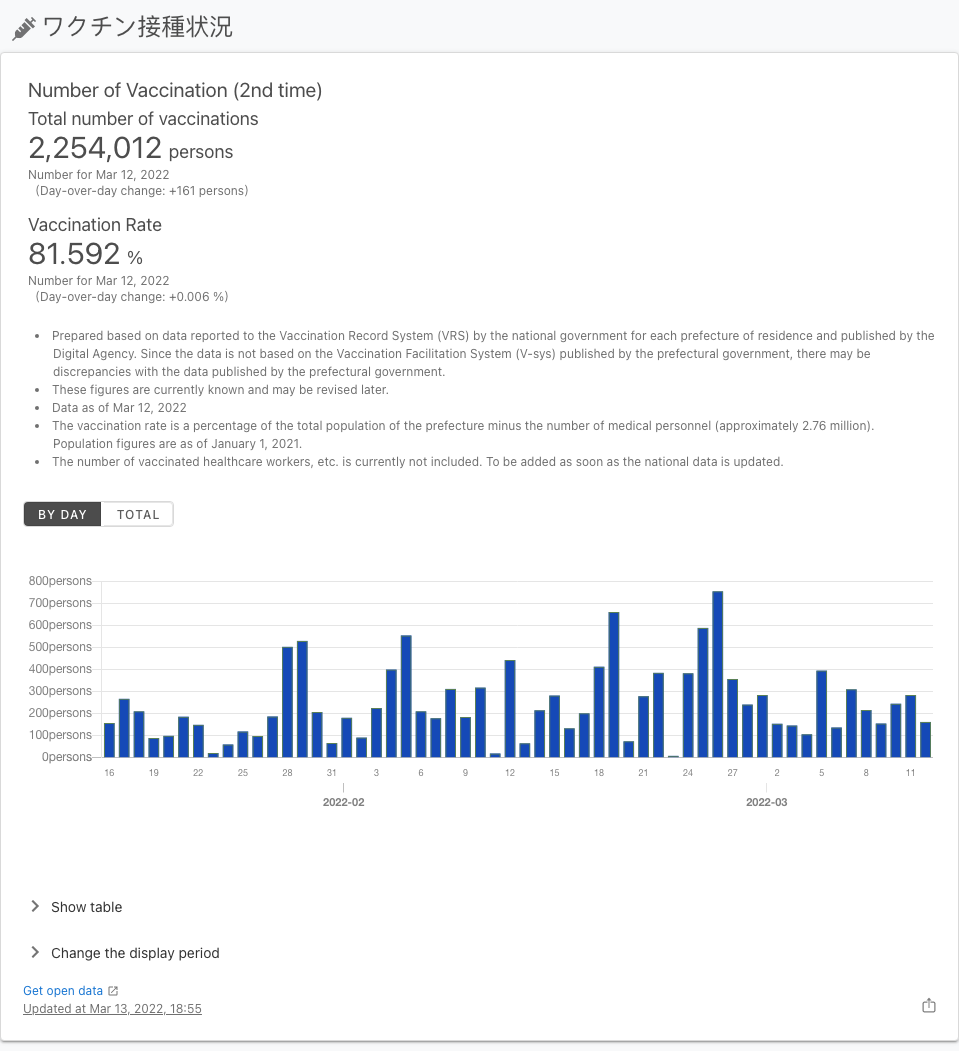 ワクチン接種状況
Number of Vaccination (2nd time)
Total number of vaccinations
2,254,012 persons
Number for Mar 12, 2022
(Day-over-day change: +161 persons)
Vaccination Rate
81.592 %
Number for Mar 12, 2022
(Day-over-day change: +0.006 %)
• Prepared based on data reported to the Vaccination Record System (VRS) by the national government for each prefecture of residence and published by the
Digital Agency. Since the data is not based on the Vaccination Facilitation System (V-sys) published by the prefectural government, there may be
discrepancies with the data published by the prefectural government.
• These figures are currently known and may be revised later.
• Data as of Mar 12, 2022
• The vaccination rate is a percentage of the total population of the prefecture minus the number of medical personnel (approximately 2.76 million).
Population figures are as of January 1, 2021.
• The number of vaccinated healthcare workers, etc. is currently not included. To be added as soon as the national data is updated.
BY DAY TOTAL
800persons
700persons
600persons
500persons
400persons
300persons
200persons
100persons
0persons
16 19 22 25 28 31 3 6 9 12 15 18 21 24 27 2 5 8 11
2022-02 2022-03
Show table
Change the display period
Get open data
Updated at Mar 13, 2022, 18:55